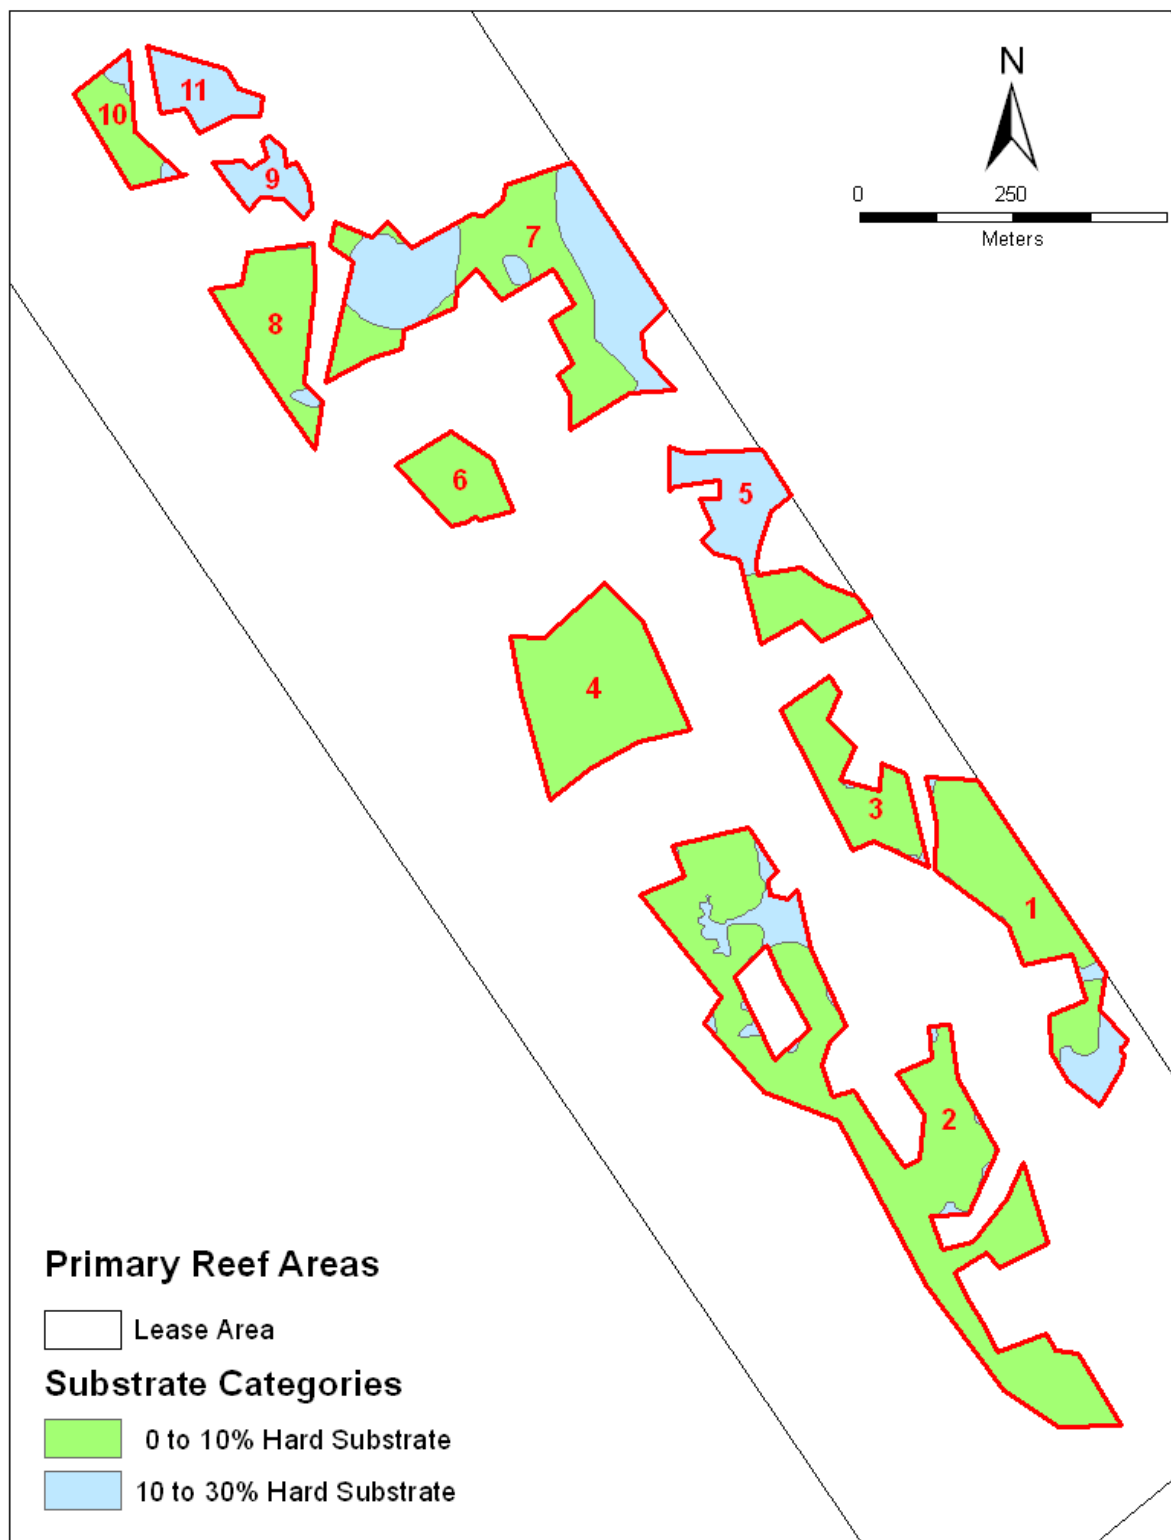 N
0 250
Meters
11
10
9
7
8
6
5
4
3
1
2
Primary Reef Areas
Lease Area
Substrate Categories
0 to 10% Hard Substrate
10 to 30% Hard Substrate